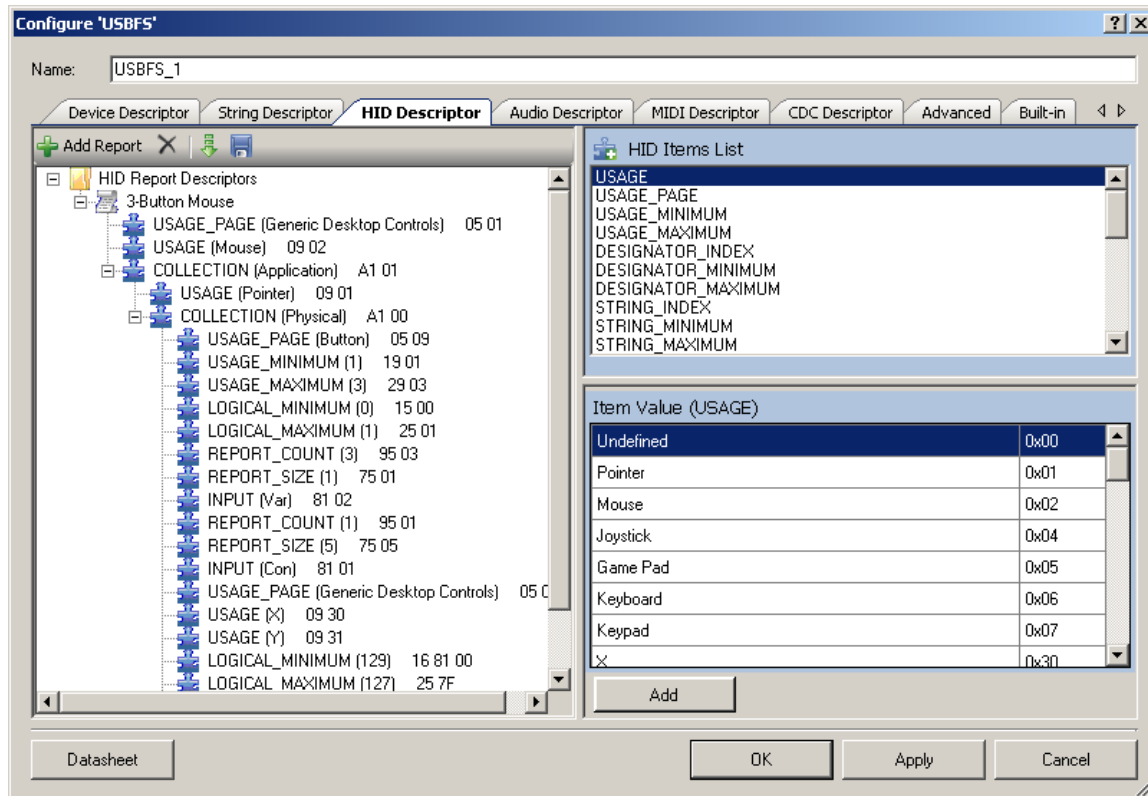 Configure 'USBFS'
Name: USBFS_1
Device Descriptor String Descriptor HID Descriptor Audio Descriptor MIDI Descriptor CDC Descriptor Advanced Built-in
Add Report
HID Report Descriptors
3-Button Mouse
USAGE_PAGE (Generic Desktop Controls) 05 01
USAGE (Mouse) 09 02
COLLECTION (Application) A1 01
USAGE (Pointer) 09 01
COLLECTION (Physical) A1 00
USAGE_PAGE (Button) 05 09
USAGE_MINIMUM (1) 19 01
USAGE_MAXIMUM (3) 29 03
LOGICAL_MINIMUM (0) 15 00
LOGICAL_MAXIMUM (1) 25 01
REPORT_COUNT (3) 95 03
REPORT_SIZE (1) 75 01
INPUT (Var) 81 02
REPORT_COUNT (1) 95 01
REPORT_SIZE (5) 75 05
INPUT (Con) 81 01
USAGE_PAGE (Generic Desktop Controls) 05
USAGE (X) 09 30
USAGE (Y) 09 31
LOGICAL_MINIMUM (129) 16 81 00
LOGICAL_MAXIMUM (127) 25 7F
HID Items List
USAGE
USAGE_PAGE
USAGE_MINIMUM
USAGE_MAXIMUM
DESIGNATOR_INDEX
DESIGNATOR_MINIMUM
DESIGNATOR_MAXIMUM
STRING_INDEX
STRING_MINIMUM
STRING_MAXIMUM
Item Value (USAGE)
Undefined 0x00
Pointer 0x01
Mouse 0x02
Joystick 0x04
Game Pad 0x05
Keyboard 0x06
Keypad 0x07
X 0x30
Add
Datasheet OK Apply Cancel